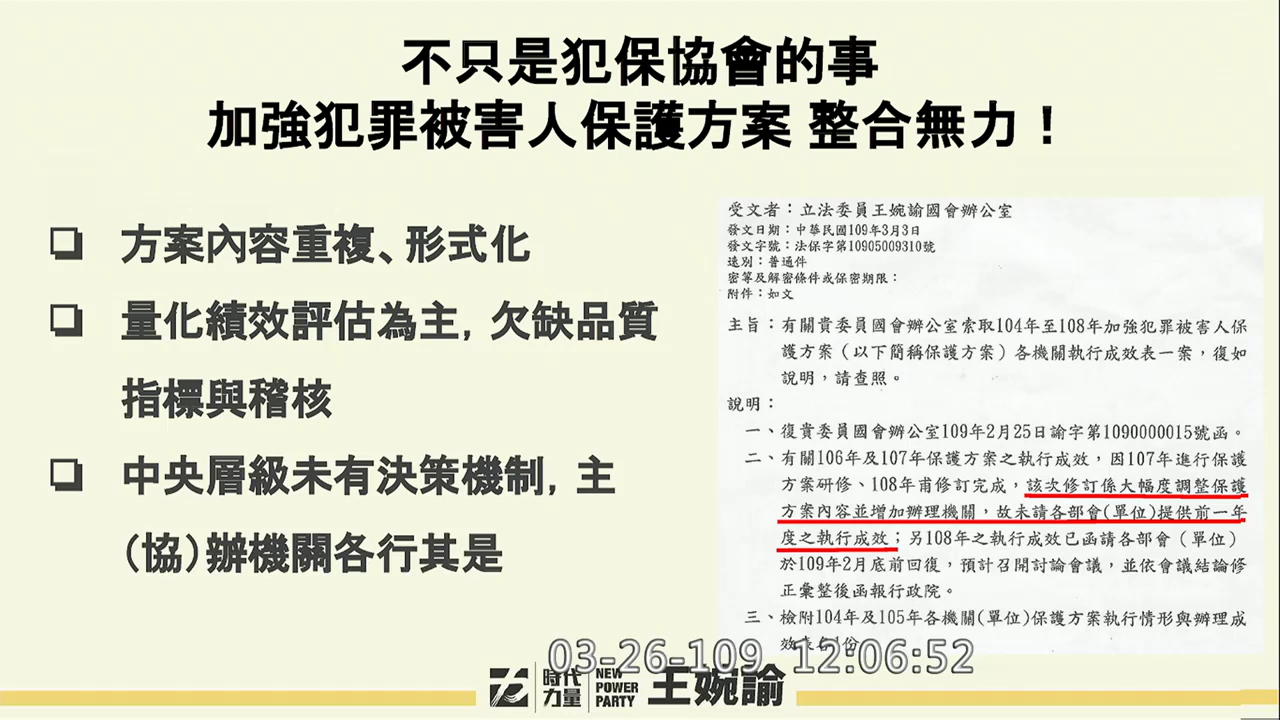 不只是犯保協會的事
加強犯罪被害人保護方案 整合無力！
方案內容重複、形式化
量化績效評估為主，欠缺品質
指標與稽核
中央層級未有決策機制，主
（協）辦機關各行其是
受文者：立法委員王婉諭國會辦公室
發文日期：中華民國109年3月3日
發文字號：法保字第10905009310號
速別：普通件
密等及解密條件或保密期限：
附件：如文
主旨：有關貴委員國會辦公室索取104年至108年加強犯罪被害人保
護方案（以下簡稱保護方案）各機關執行成效表一案，復如
說明，請查照。
說明：
一、復貴委員國會辦公室109年2月25日諭字第1090000015號函。
二、有關106年及107年保護方案之執行成效，因107年進行保護
方案研修、108年甫修訂完成，該次修訂係大幅度調整保護
方案內容並增加辦理機關，故未請各部會(單位)提供前一年
度之執行成效；另108年之執行成效已函請各部會（單位）
於109年2月底前回復，預計召開討論會議，並依會議結論修
正彙整後函報行政院。
三、檢附104年及105年各機關(單位)保護方案執行情形與辦理成
效表各1份
03-26-109 12:06:52
時代
力量
NEW
POWER
PARTY
王婉諭